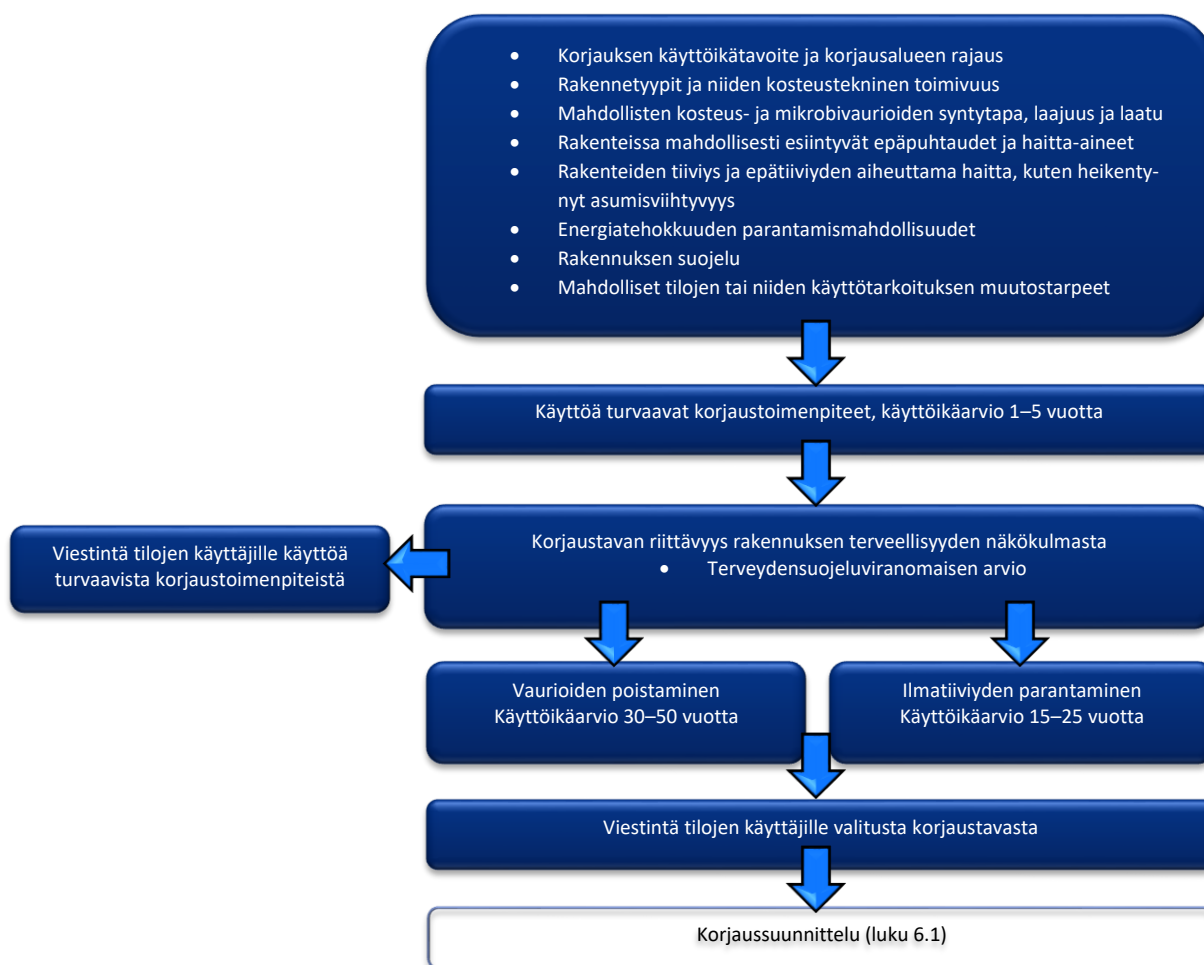 • Korjauksen käyttöikätavoite ja korjausalueen rajaus
• Rakennetyypit ja niiden kosteustekninen toimivuus
• Mahdollisten kosteus- ja mikrobivaurioiden syntytapa, laajuus ja laatu
• Rakenteissa mahdollisesti esiintyvät epäpuhtaudet ja haitta-aineet
• Rakenteiden tiiviys ja epätiiviyden aiheuttama haitta, kuten heikenty-
nyt asumisviihtyvyys
• Energiatehokkuuden parantamismahdollisuudet
• Rakennuksen suojelu
• Mahdolliset tilojen tai niiden käyttötarkoituksen muutostarpeet
Käyttöä turvaavat korjaustoimenpiteet, käyttöikäarvio 1–5 vuotta
Korjaustavan riittävyys rakennuksen terveellisyyden näkökulmasta
• Terveydensuojeluviranomaisen arvio
Viestintä tilojen käyttäjille käyttöä
turvaavista korjaustoimenpiteistä
Vaurioiden poistaminen
Käyttöikäarvio 30–50 vuotta
Ilmatiiviyden parantaminen
Käyttöikäarvio 15–25 vuotta
Viestintä tilojen käyttäjille valitusta korjaustavasta
Korjaussuunnittelu (luku 6.1)